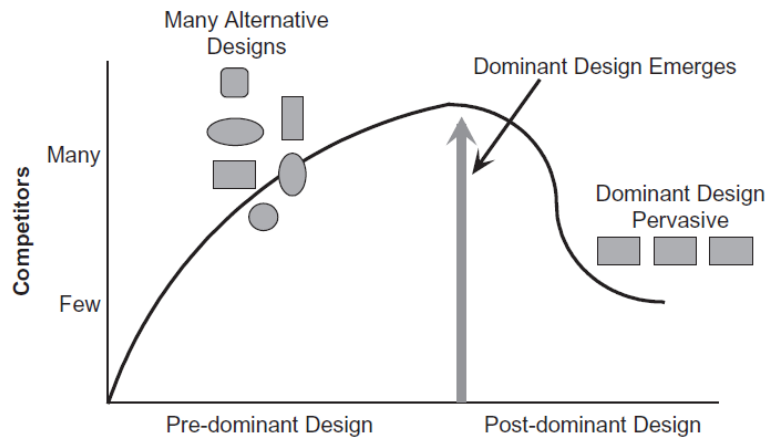 Many Alternative
Designs
Dominant Design Emerges
Many
Dominant Design
Pervasive
Competitors
Few
Pre-dominant Design
Post-dominant Design